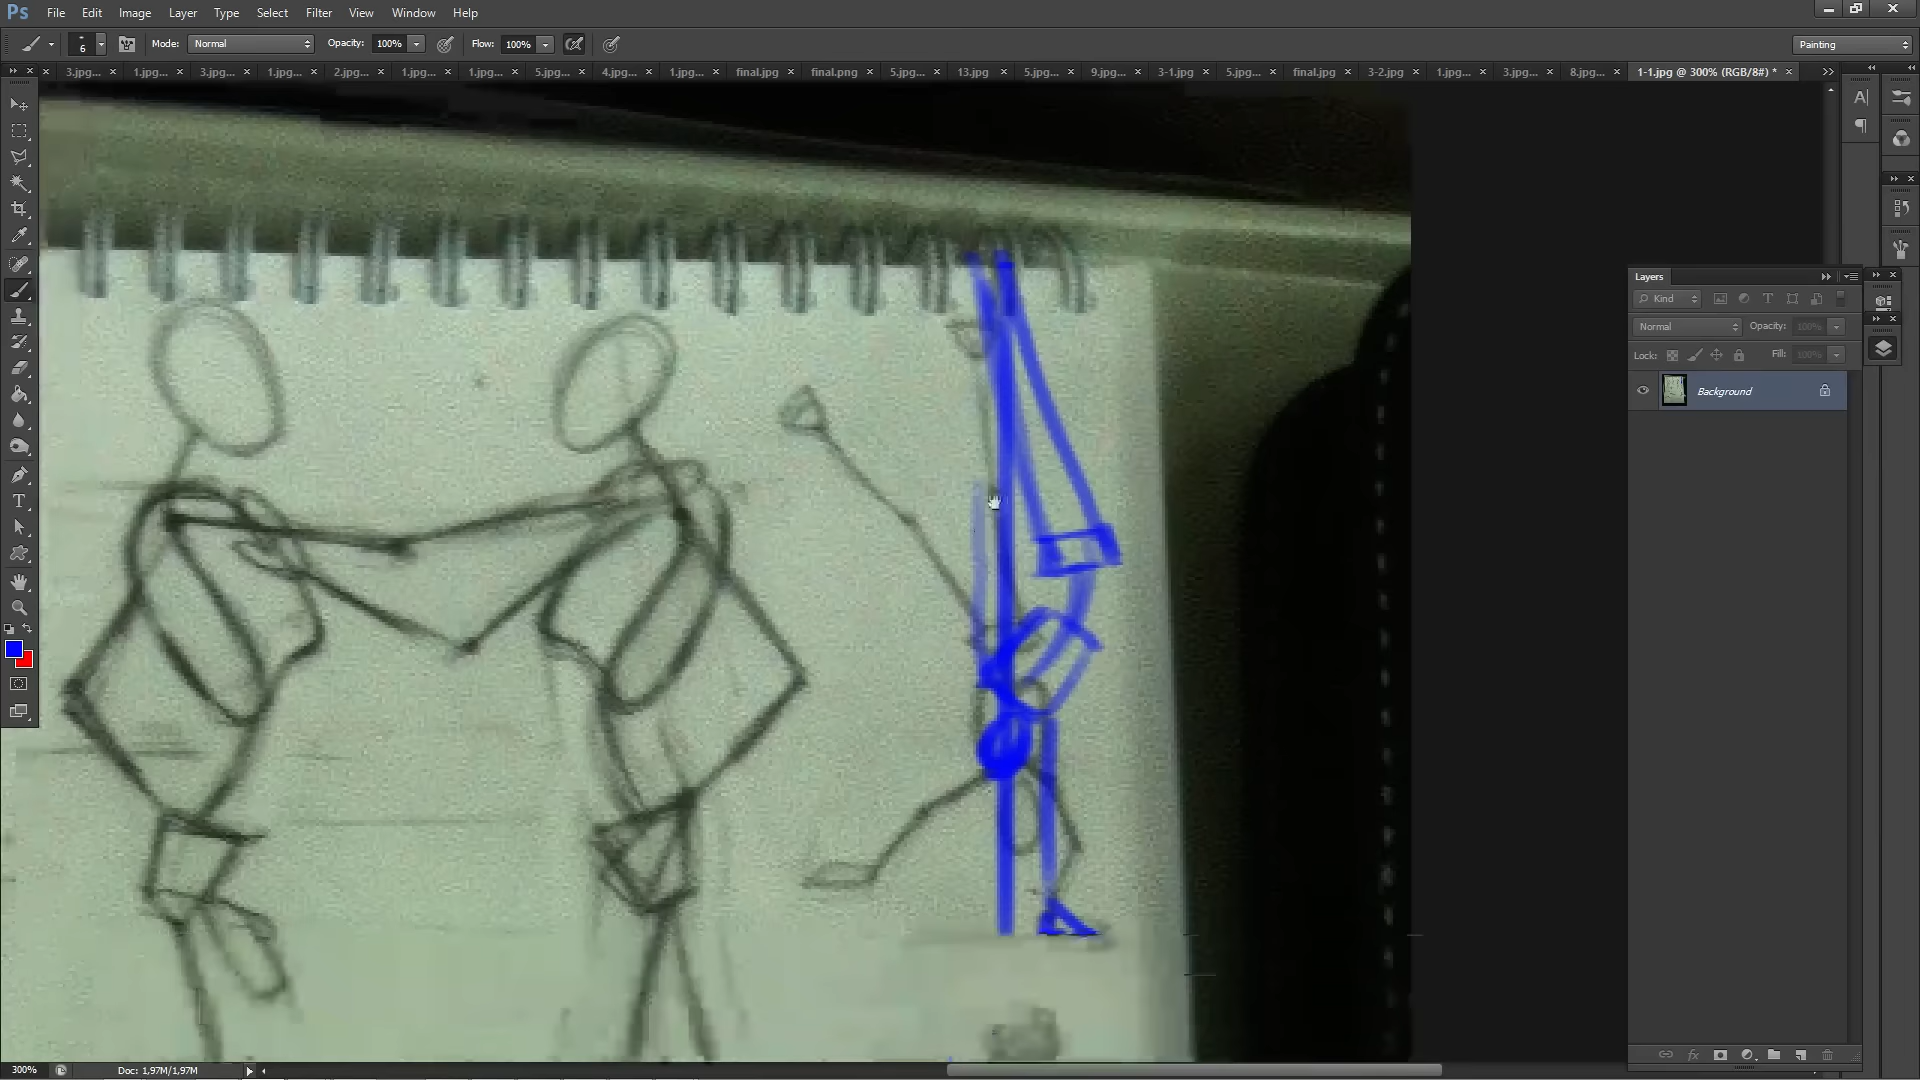 Ps File Edit Image Layer Type Select Filter View Window Help
6 Mode: Normal Opacity: 100% Flow: 100% Painting
3.jpg... 1.jpg... 3.jpg... 1.jpg... 2.jpg... 1.jpg... 1.jpg... 5.jpg... 4.jpg... 1.jpg... final.jpg final.png 5.jpg... 13.jpg 5.jpg... 9.jpg... 3-1.jpg 5.jpg... final.jpg 3-2.jpg 1.jpg... 3.jpg... 8.jpg... 1-1.jpg @ 300% (RGB/8#) *
Layers
Kind
Normal Opacity: 100%
Lock: Fill: 100%
Background
300% Doc: 1,97M/1,97M